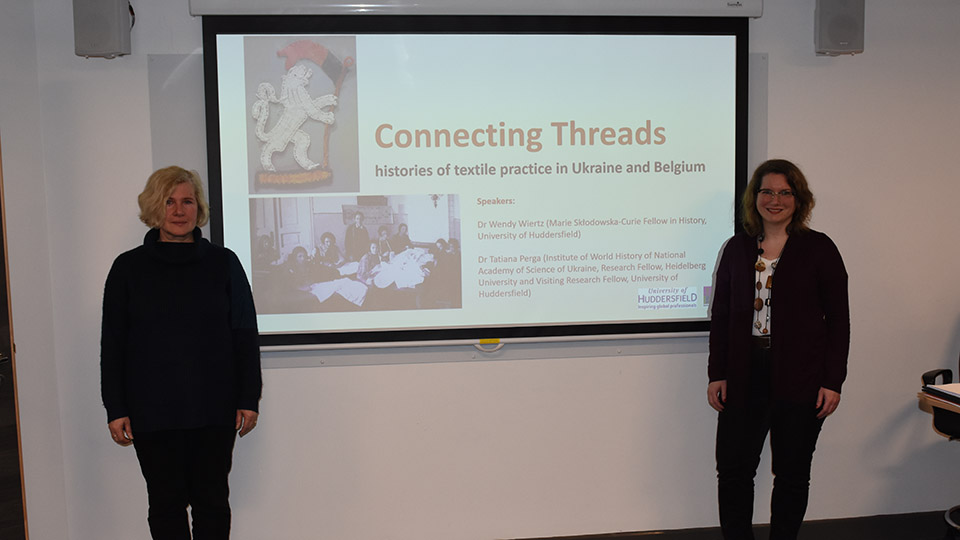 Connecting Threads
histories of textile practice in Ukraine and Belgium
Speakers:
Dr Wendy Wiertz (Marie Skłodowska-Curie Fellow in History,
University of Huddersfield)
Dr Tatiana Perga (Institute of World History of National
Academy of Science of Ukraine, Research Fellow, Heidelberg
University and Visiting Research Fellow, University of
Huddersfield)
University of
HUDDERSFIELD
Inspiring global professionals